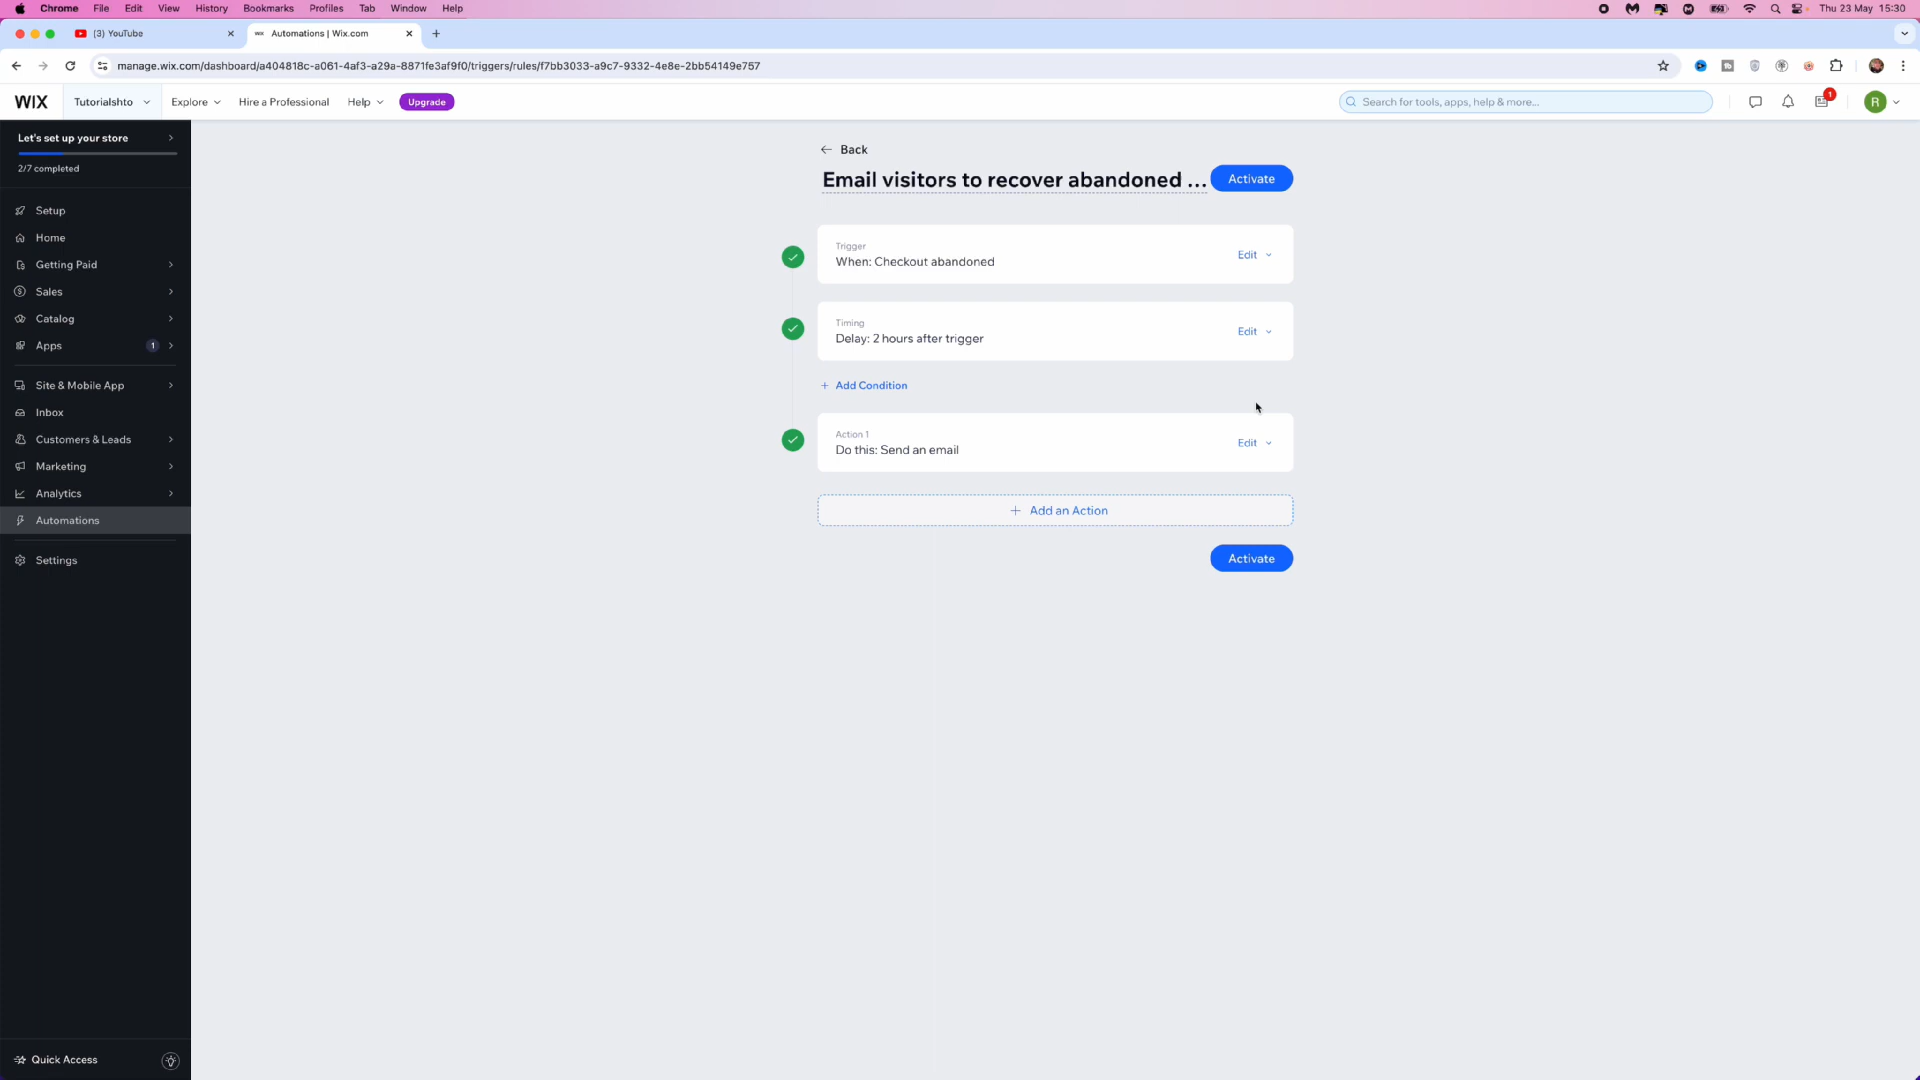 Chrome File Edit View History Bookmarks Profiles Tab Window Help Thu 23 May 15:30
(3) YouTube Automations | Wix.com
manage.wix.com/dashboard/a404818c-a061-4af3-a29a-8871fe3af9f0/triggers/rules/f7bb3033-a9c7-9332-4e8e-2bb54149e757
WIX Tutorialshto Explore Hire a Professional Help Upgrade Search for tools, apps, help & more... 1 R
Let's set up your store
2/7 completed
Setup
Home
Getting Paid
Sales
Catalog
Apps 1
Site & Mobile App
Inbox
Customers & Leads
Marketing
Analytics
Automations
Settings
Quick Access
Back
Email visitors to recover abandoned ... Activate
Trigger
When: Checkout abandoned Edit
Timing
Delay: 2 hours after trigger Edit
+ Add Condition
Action 1
Do this: Send an email Edit
+ Add an Action
Activate